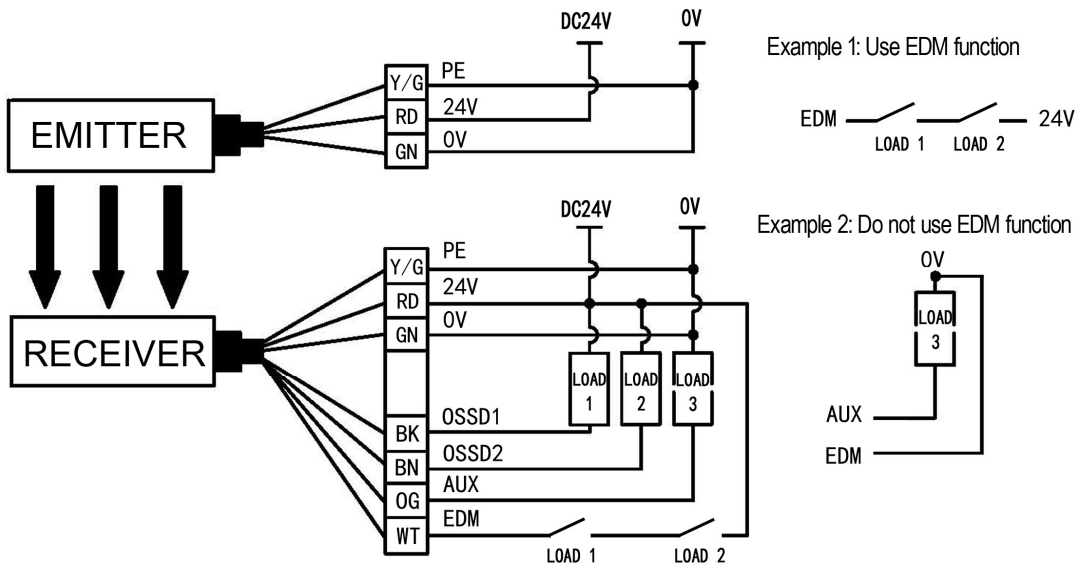 DC24V 0V
Example 1: Use EDM function
EMITTER
Y/G PE
RD 24V
GN 0V
EDM 24V
LOAD 1 LOAD 2
DC24V 0V
Example 2: Do not use EDM function
RECEIVER
Y/G PE
RD 24V
GN 0V
LOAD 1
LOAD 2
LOAD 3
BK OSSD1
BN OSSD2
OG AUX
WT EDM
LOAD 1 LOAD 2
0V
LOAD
3
AUX
EDM